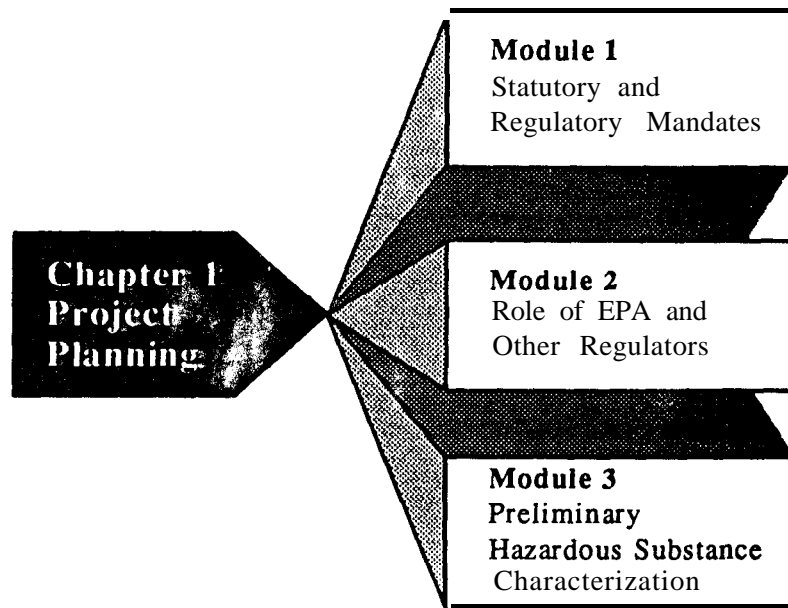 Chapter 1
Project
Planning
Module 1
Statutory and
Regulatory Mandates
Module 2
Role of EPA and
Other Regulators
Module 3
Preliminary
Hazardous Substance
Characterization